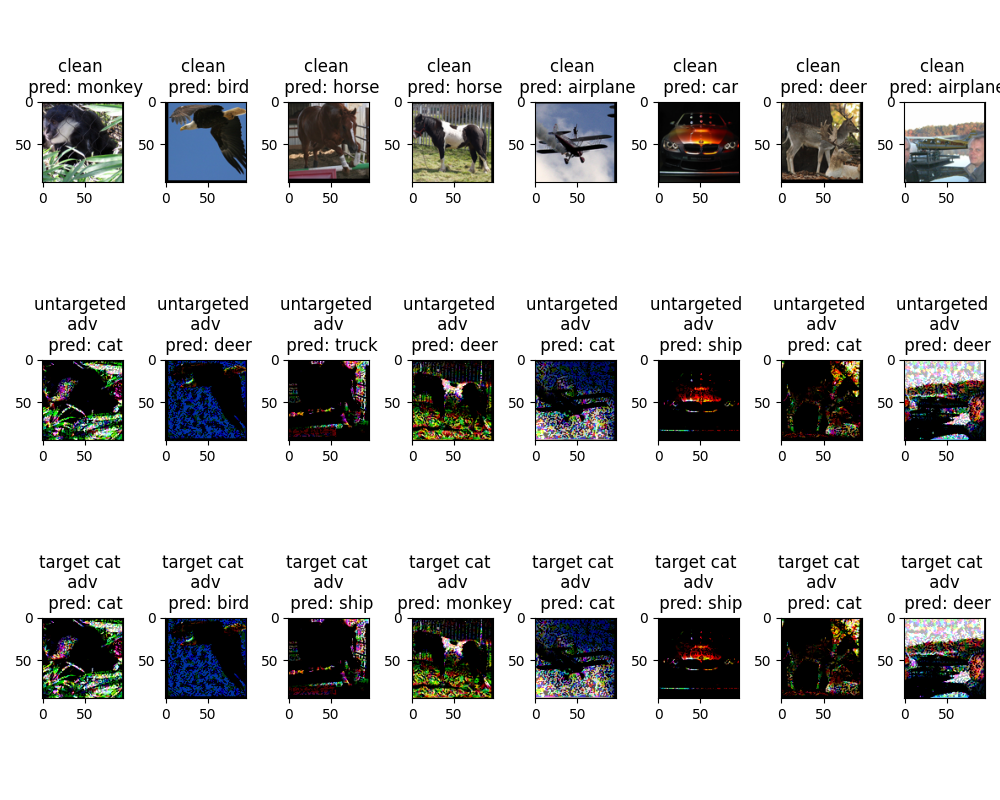 clean clean clean clean clean clean clean clean
pred: monkey pred: bird pred: horse pred: horse pred: airplane pred: car pred: deer pred: airplane
0 0 0 0 0 0 0 0
50 50 50 50 50 50 50 50
0 50 0 50 0 50 0 50 0 50 0 50 0 50 0 50
untargeted untargeted untargeted untargeted untargeted untargeted untargeted untargeted
adv adv adv adv adv adv adv adv
pred: cat pred: deer pred: truck pred: deer pred: cat pred: ship pred: cat pred: deer
0 0 0 0 0 0 0 0
50 50 50 50 50 50 50 50
0 50 0 50 0 50 0 50 0 50 0 50 0 50 0 50
target cat target cat target cat target cat target cat target cat target cat target cat
adv adv adv adv adv adv adv adv
pred: cat pred: bird pred: ship pred: monkey pred: cat pred: ship pred: cat pred: deer
0 0 0 0 0 0 0 0
50 50 50 50 50 50 50 50
0 50 0 50 0 50 0 50 0 50 0 50 0 50 0 50